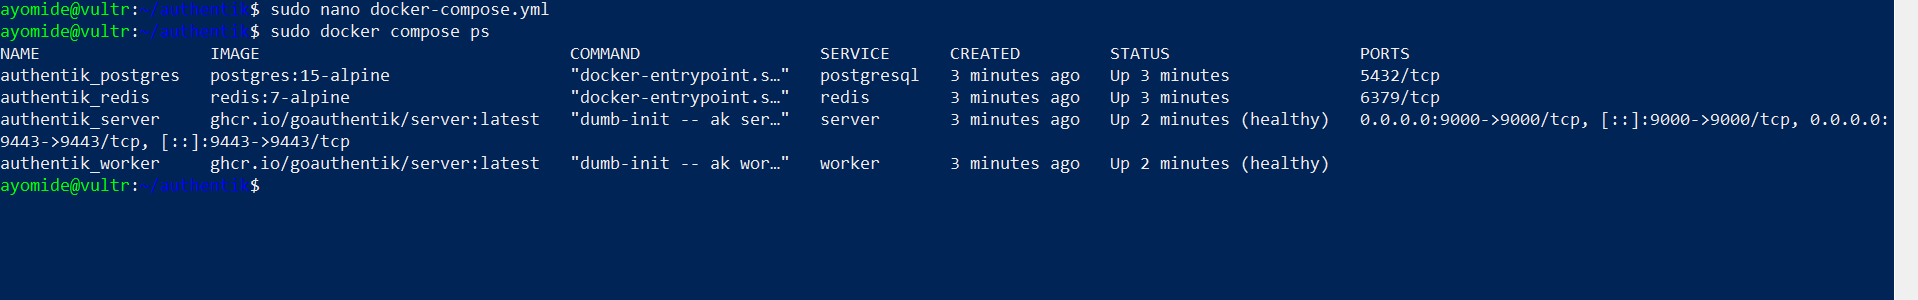 ayomide@vultr:~/authentik$ sudo nano docker-compose.yml
ayomide@vultr:~/authentik$ sudo docker compose ps
NAME                 IMAGE                               COMMAND                  SERVICE      CREATED         STATUS                   PORTS
authentik_postgres   postgres:15-alpine                  "docker-entrypoint.s…"   postgresql   3 minutes ago   Up 3 minutes             5432/tcp
authentik_redis      redis:7-alpine                      "docker-entrypoint.s…"   redis        3 minutes ago   Up 3 minutes             6379/tcp
authentik_server     ghcr.io/goauthentik/server:latest   "dumb-init -- ak ser…"   server       3 minutes ago   Up 2 minutes (healthy)   0.0.0.0:9000->9000/tcp, [::]:9000->9000/tcp, 0.0.0.0:
9443->9443/tcp, [::]:9443->9443/tcp
authentik_worker     ghcr.io/goauthentik/server:latest   "dumb-init -- ak wor…"   worker       3 minutes ago   Up 2 minutes (healthy)
ayomide@vultr:~/authentik$